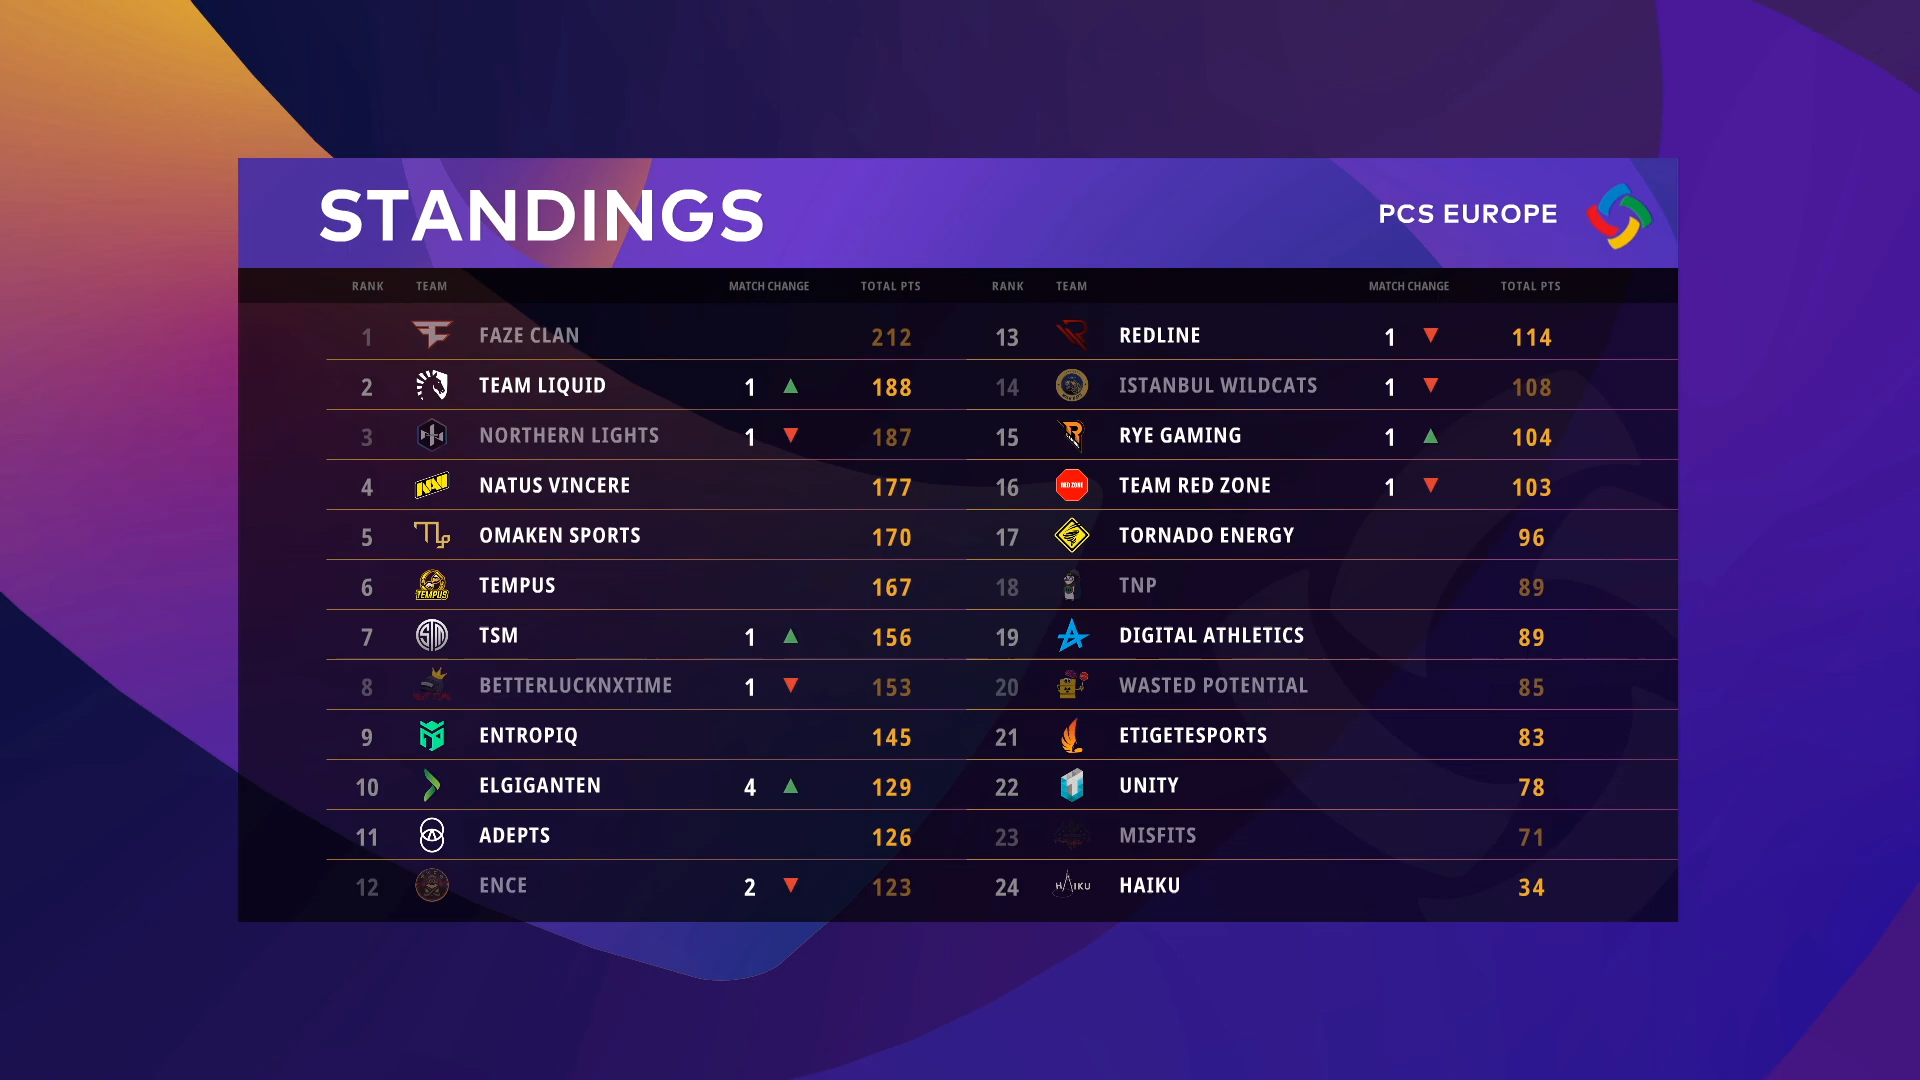 STANDINGS
PCS EUROPE
RANK TEAM MATCH CHANGE TOTAL PTS
1 FAZE CLAN 212
2 TEAM LIQUID 1 ▲ 188
3 NORTHERN LIGHTS 1 ▼ 187
4 NATUS VINCERE 177
5 OMAKEN SPORTS 170
6 TEMPUS TEMPUS 167
7 TSM TSM 1 ▲ 156
8 BETTERLUCKNXTIME 1 ▼ 153
9 ENTROPIQ 145
10 ELGIGANTEN 4 ▲ 129
11 ADEPTS 126
12 ENCE 2 ▼ 123
RANK TEAM MATCH CHANGE TOTAL PTS
13 REDLINE 1 ▼ 114
14 ISTANBUL WILDCATS 1 ▼ 108
15 RYE GAMING 1 ▲ 104
16 RED ZONE TEAM RED ZONE 1 ▼ 103
17 TORNADO ENERGY 96
18 TNP 89
19 DIGITAL ATHLETICS 89
20 WASTED POTENTIAL 85
21 ETIGETESPORTS 83
22 UNITY 78
23 MISFITS 71
24 HAIKU HAIKU 34